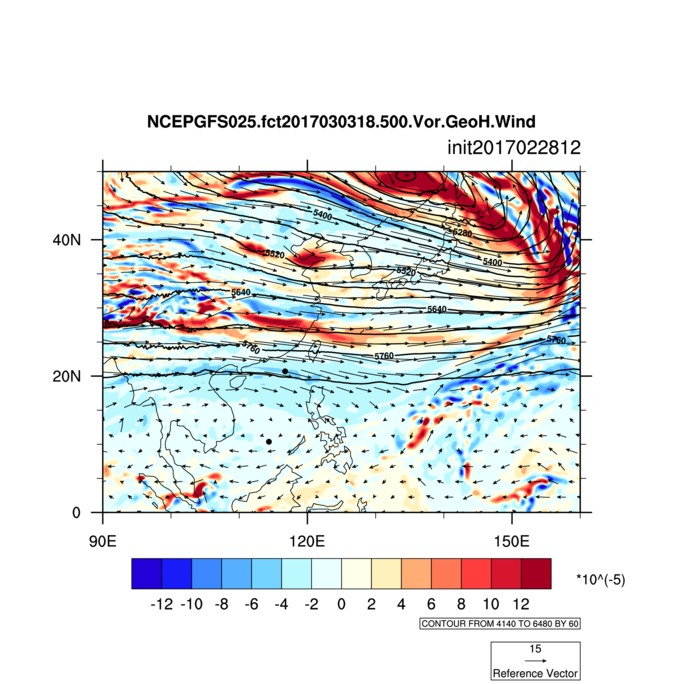 NCEPGFS025.fct2017030318.500.Vor.GeoH.Wind
init2017022812
5400
5280
40N
5520
5400
5520
5640
5640
5760
5760
5760
20N
0
90E 120E 150E
-12 -10 -8 -6 -4 -2 0 2 4 6 8 10 12
*10^(-5)
CONTOUR FROM 4140 TO 6480 BY 60
15
Reference Vector